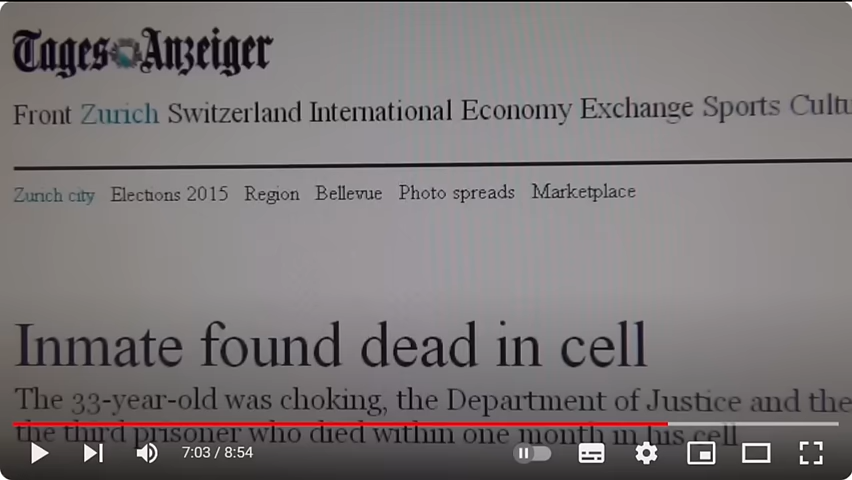 Tages Anzeiger
Front Zurich Switzerland International Economy Exchange Sports Cultu
Zurich city Elections 2015 Region Bellevue Photo spreads Marketplace
Inmate found dead in cell
The 33-year-old was choking, the Department of Justice and the
the third prisoner who died within one month in his cell
7:03 / 8:54